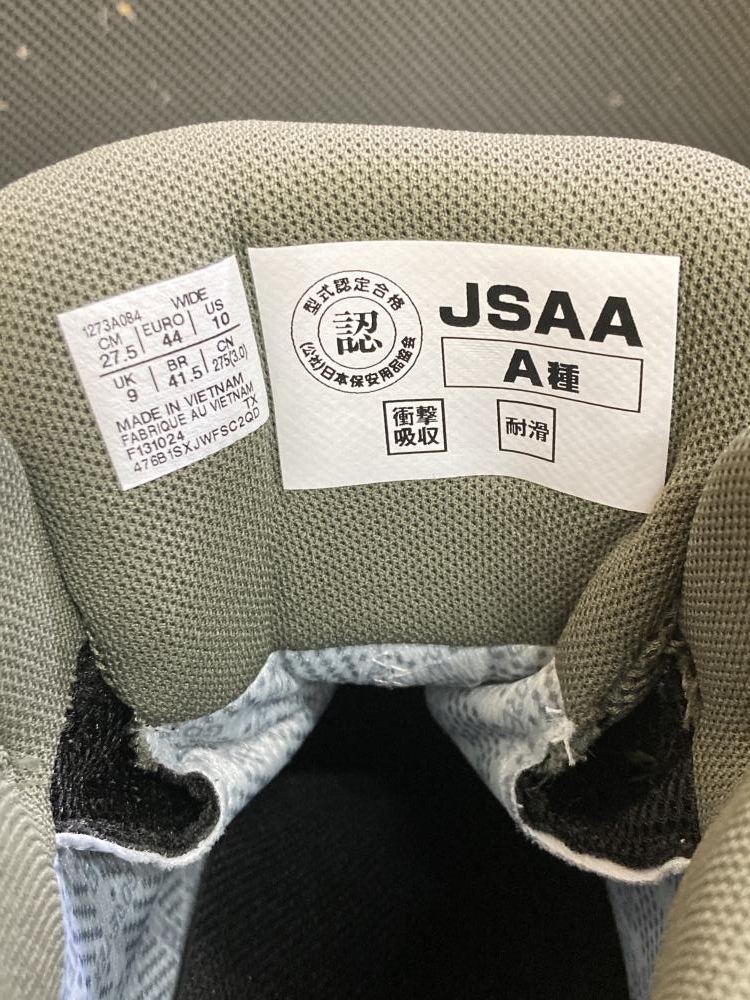 1273A084 WIDE
CM EURO US
27.5 44 10
UK BR CN
9 41.5 275(3.0)
MADE IN VIETNAM
FABRIQUE AU VIETNAM
F131024 TX
476B1SXJWFSC2QD
型式認定合格
認
(公社)日本保安用品協会
JSAA
A種
衝撃
吸収
耐滑